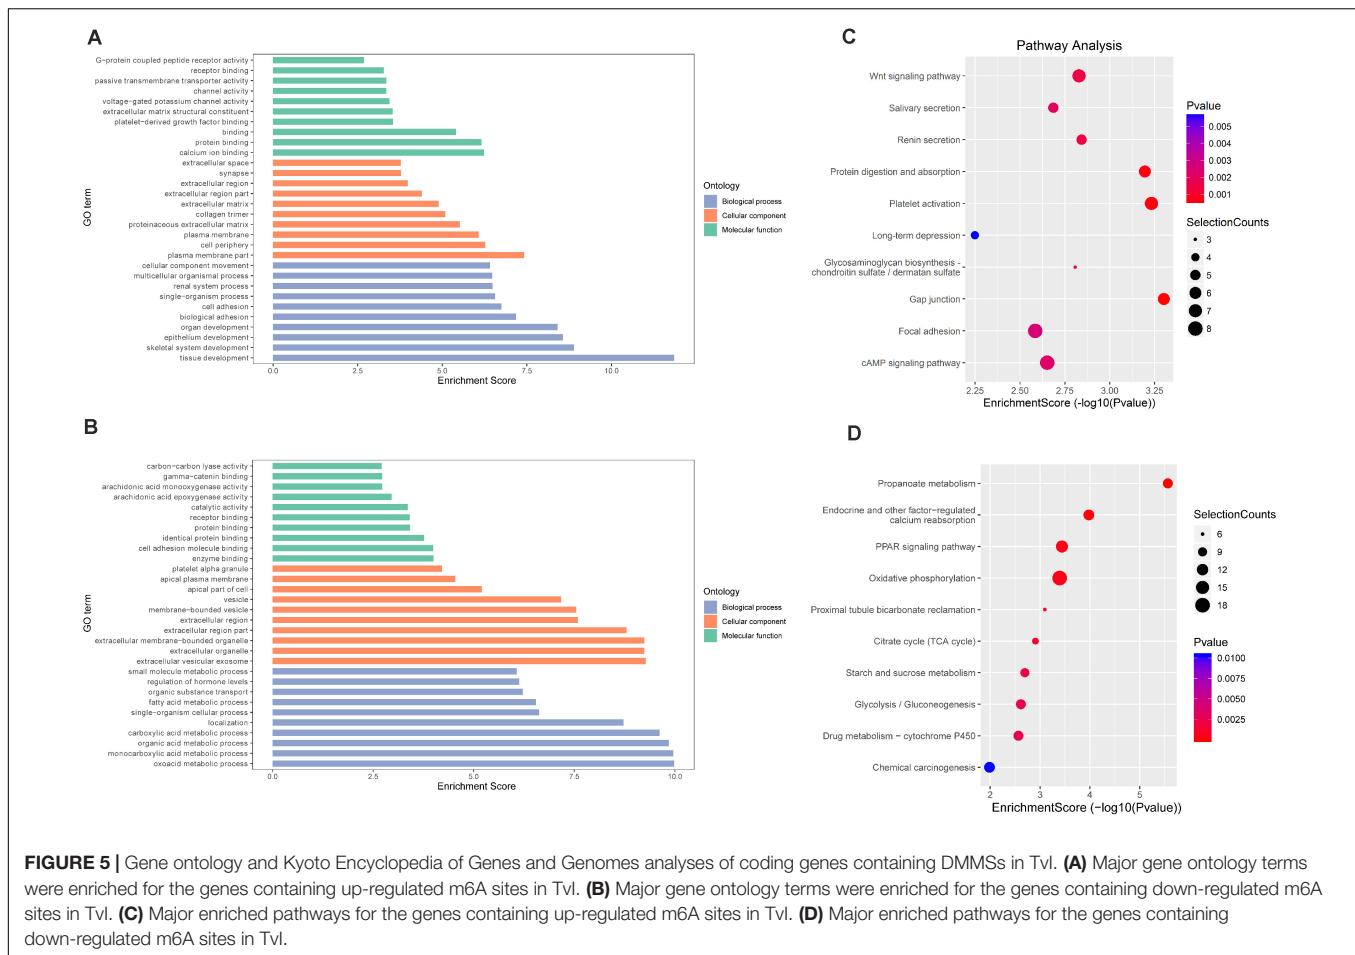 A
G-protein coupled peptide receptor activity
receptor binding
passive transmembrane transporter activity
channel activity
voltage-gated potassium channel activity
extracellular matrix structural constituent
platelet-derived growth factor binding
binding
protein binding
calcium ion binding
extracellular space
synapse
extracellular region
extracellular region part
extracellular matrix
collagen trimer
proteinaceous extracellular matrix
plasma membrane
cell periphery
plasma membrane part
cellular component movement
multicellular organismal process
renal system process
single-organism process
cell adhesion
biological adhesion
organ development
epithelium development
skeletal system development
tissue development
GO term
0.0 2.5 5.0 7.5 10.0
Enrichment Score
Ontology
Biological process
Cellular component
Molecular function
B
carbon-carbon lyase activity
gamma-catenin binding
arachidonic acid monooxygenase activity
arachidonic acid epoxygenase activity
catalytic activity
receptor binding
protein binding
identical protein binding
cell adhesion molecule binding
enzyme binding
platelet alpha granule
apical plasma membrane
apical part of cell
vesicle
membrane-bounded vesicle
extracellular region
extracellular region part
extracellular membrane-bounded organelle
extracellular organelle
extracellular vesicular exosome
small molecule metabolic process
regulation of hormone levels
organic substance transport
fatty acid metabolic process
single-organism cellular process
localization
carboxylic acid metabolic process
organic acid metabolic process
monocarboxylic acid metabolic process
oxoacid metabolic process
GO term
0.0 2.5 5.0 7.5 10.0
Enrichment Score
Ontology
Biological process
Cellular component
Molecular function
C
Pathway Analysis
Wnt signaling pathway
Salivary secretion
Renin secretion
Protein digestion and absorption
Platelet activation
Long-term depression
Glycosaminoglycan biosynthesis -
chondroitin sulfate / dermatan sulfate
Gap junction
Focal adhesion
cAMP signaling pathway
2.25 2.50 2.75 3.00 3.25
EnrichmentScore (-log10(Pvalue))
Pvalue
0.005
0.004
0.003
0.002
0.001
SelectionCounts
3
4
5
6
7
8
D
Propanoate metabolism
Endocrine and other factor-regulated
calcium reabsorption
PPAR signaling pathway
Oxidative phosphorylation
Proximal tubule bicarbonate reclamation
Citrate cycle (TCA cycle)
Starch and sucrose metabolism
Glycolysis / Gluconeogenesis
Drug metabolism − cytochrome P450
Chemical carcinogenesis
2 3 4 5
EnrichmentScore (−log10(Pvalue))
SelectionCounts
6
9
12
15
18
Pvalue
0.0100
0.0075
0.0050
0.0025
FIGURE 5 | Gene ontology and Kyoto Encyclopedia of Genes and Genomes analyses of coding genes containing DMMSs in TvI. (A) Major gene ontology terms
were enriched for the genes containing up-regulated m6A sites in TvI. (B) Major gene ontology terms were enriched for the genes containing down-regulated m6A
sites in TvI. (C) Major enriched pathways for the genes containing up-regulated m6A sites in TvI. (D) Major enriched pathways for the genes containing
down-regulated m6A sites in TvI.